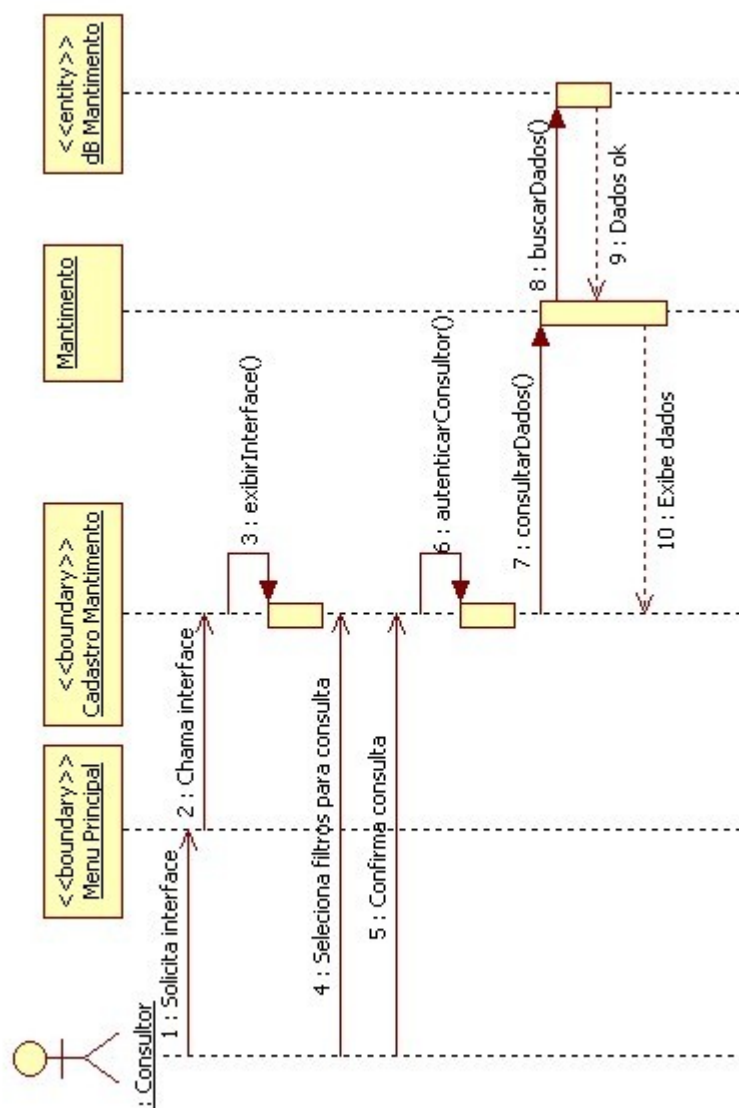 : Consultor
<<boundary>>
Menu Principal
<<boundary>>
Cadastro Mantimento
Mantimento
<<entity>>
dB Mantimento
1 : Solicita interface
2 : Chama interface
3 : exibirInterface()
4 : Seleciona filtros para consulta
5 : Confirma consulta
6 : autenticarConsultor()
7 : consultarDados()
8 : buscarDados()
9 : Dados ok
10 : Exibe dados